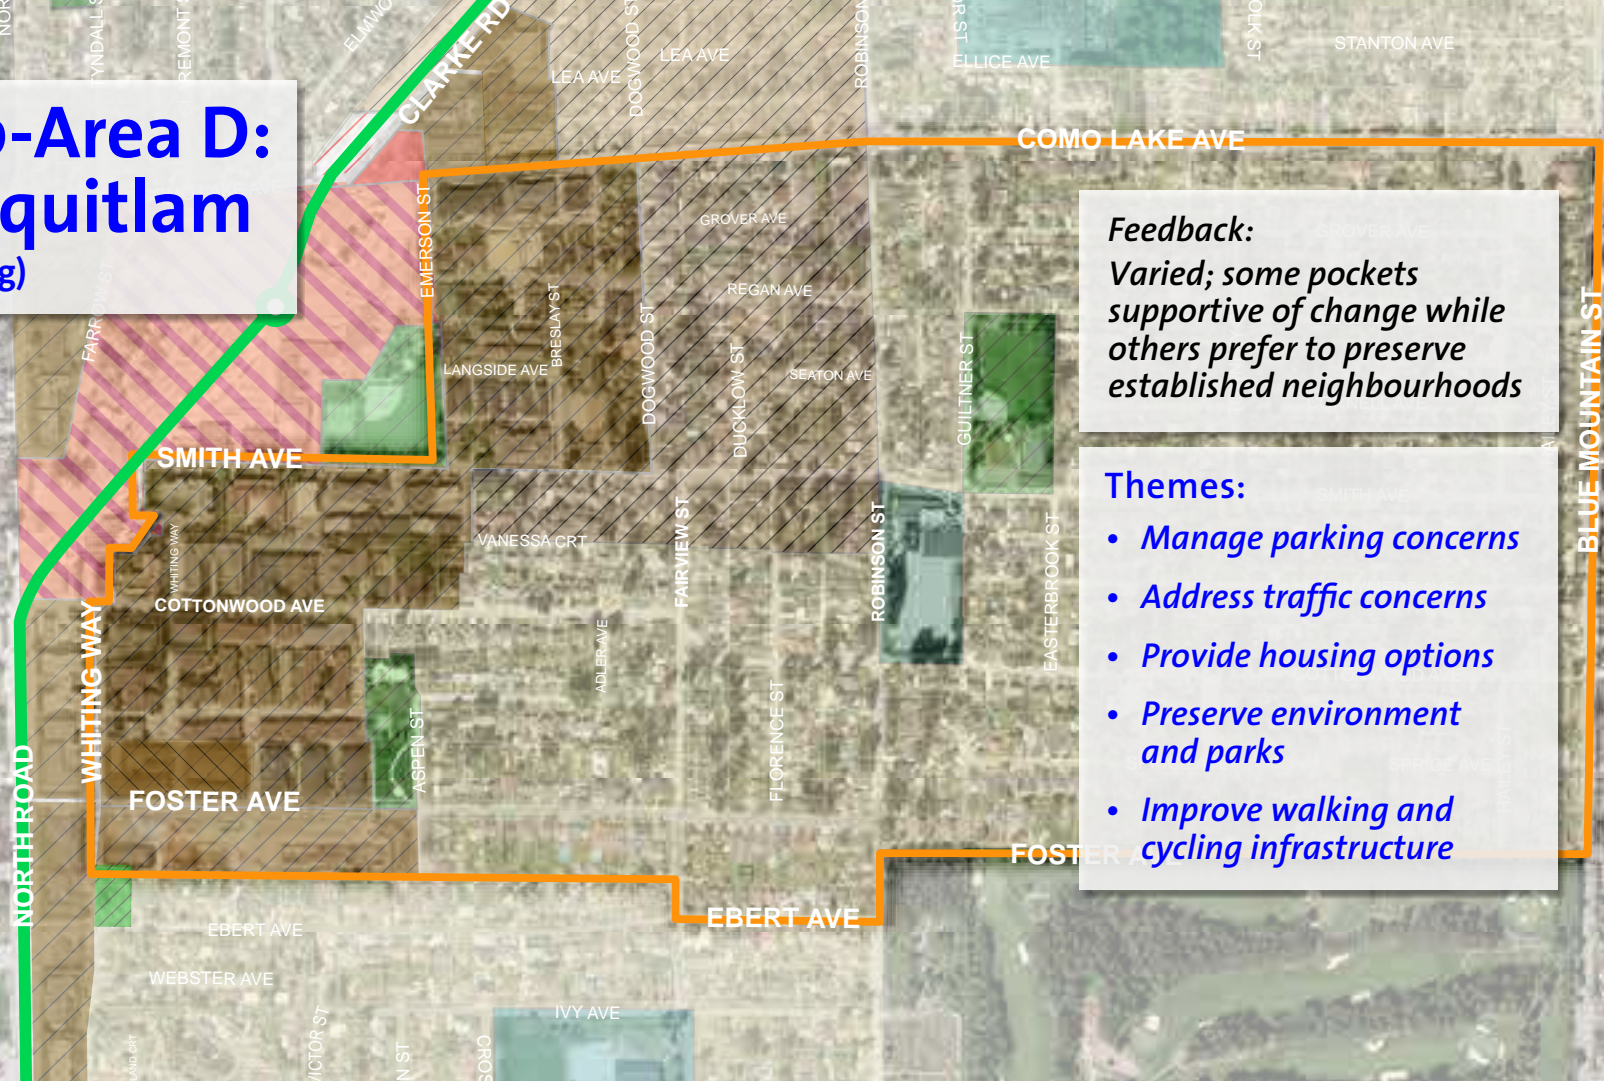 -Area D:
quitlam
g)
CLARKE RD
LEA AVE
LEA AVE
DOGWOOD ST
ROBINSON
ELLICE AVE
STANTON AVE
COMO LAKE AVE
EMERSON ST
GROVER AVE
REGAN AVE
BRESLAY ST
LANGSIDE AVE
DOGWOOD ST
DUCKLOW ST
SEATON AVE
GUILTNER ST
BLUE MOUNTAIN ST
Feedback:
Varied; some pockets
supportive of change while
others prefer to preserve
established neighbourhoods
Themes:
• Manage parking concerns
• Address traffic concerns
• Provide housing options
• Preserve environment
and parks
• Improve walking and
cycling infrastructure
SMITH AVE
WHITING WAY
VANESSA CRT
FAIRVIEW ST
ROBINSON ST
EASTERBROOK ST
COTTONWOOD AVE
WHITING WAY
ADLER AVE
ASPEN ST
FLORENCE ST
NORTH ROAD
FOSTER AVE
FOSTER
EBERT AVE
EBERT AVE
WEBSTER AVE
IVY AVE